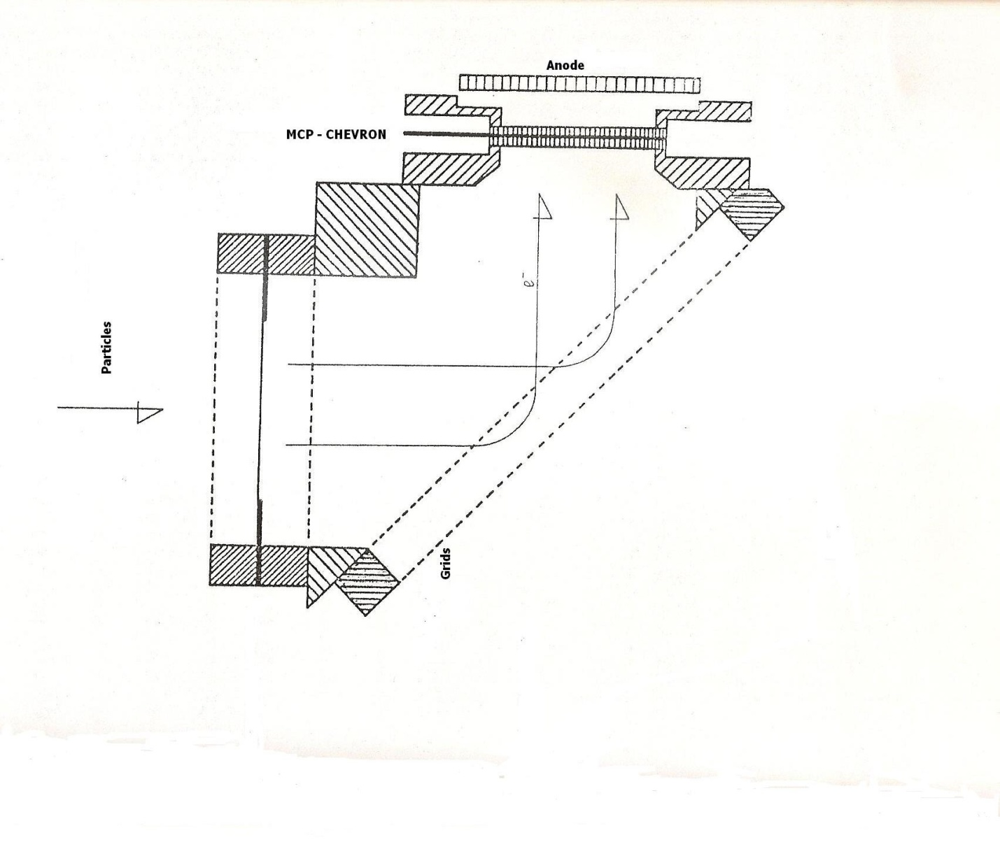 Anode
MCP - CHEVRON
e⁻
Particles
Grids